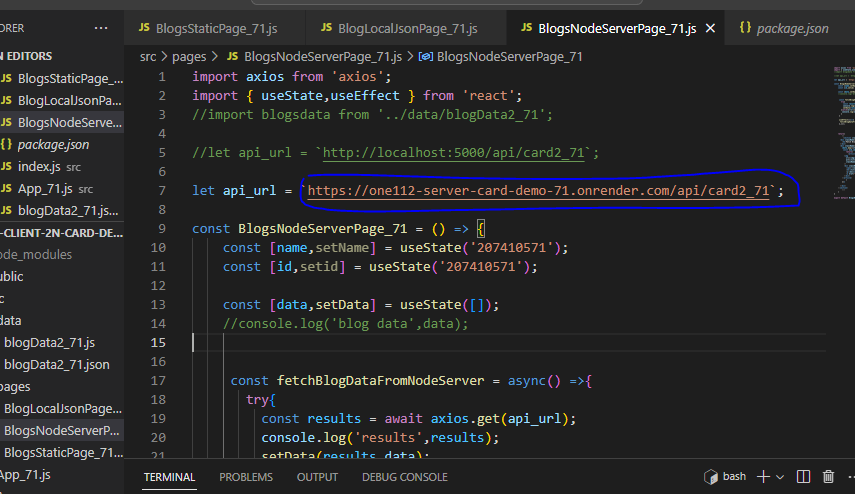 ORER ···
JS BlogsStaticPage_71.js
JS BlogLocalJsonPage_71.js
JS BlogsNodeServerPage_71.js ×
{} package.json
N EDITORS
JS BlogsStaticPage_...
JS BlogLocalJsonPa...
JS BlogsNodeServe...
{} package.json
JS index.js src
JS App_71.js src
JS blogData2_71.js...
-CLIENT-2N-CARD-DE...
ode_modules
ublic
c
data
blogData2_71.js
blogData2_71.json
pages
BlogLocalJsonPage...
BlogsNodeServerP...
BlogsStaticPage_71...
App_71.js
src > pages > JS BlogsNodeServerPage_71.js > BlogsNodeServerPage_71
1 import axios from 'axios';
2 import { useState,useEffect } from 'react';
3 //import blogsdata from '../data/blogData2_71';
4
5 //let api_url = `http://localhost:5000/api/card2_71`;
6
7 let api_url = `https://one112-server-card-demo-71.onrender.com/api/card2_71`;
8
9 const BlogsNodeServerPage_71 = () => {
10 const [name,setName] = useState('207410571');
11 const [id,setid] = useState('207410571');
12
13 const [data,setData] = useState([]);
14 //console.log('blog data',data);
15
16
17 const fetchBlogDataFromNodeServer = async() =>{
18 try{
19 const results = await axios.get(api_url);
20 console.log('results',results);
21 setData(results.data);
TERMINAL PROBLEMS OUTPUT DEBUG CONSOLE
bash